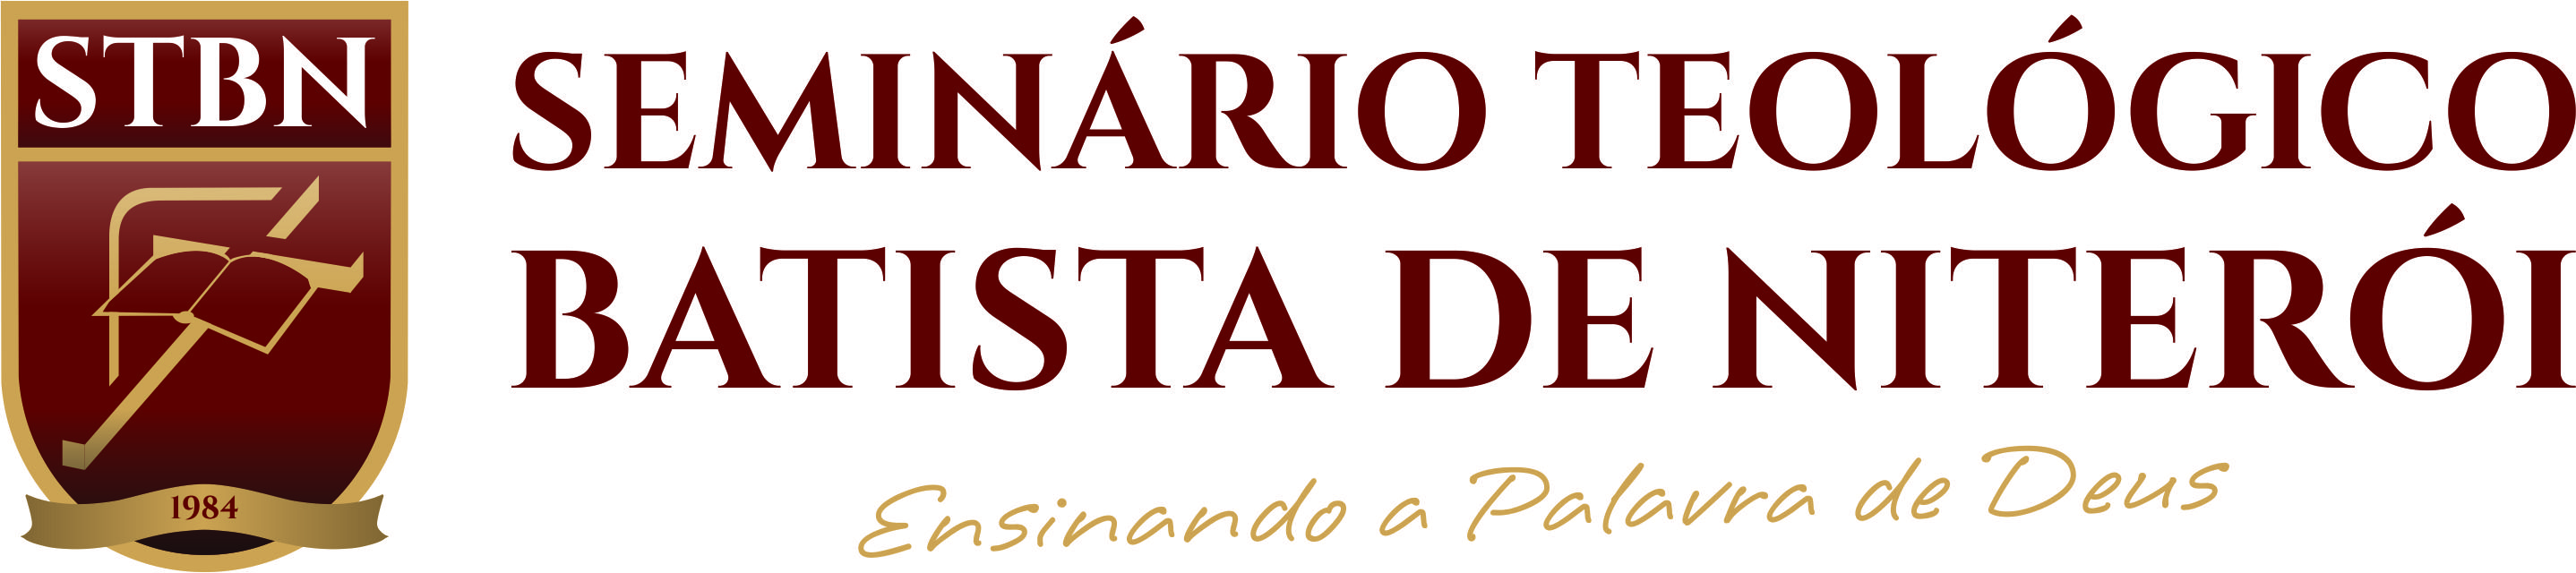 STBN
1984
SEMINÁRIO TEOLÓGICO
BATISTA DE NITERÓI
Ensinando a Palavra de Deus